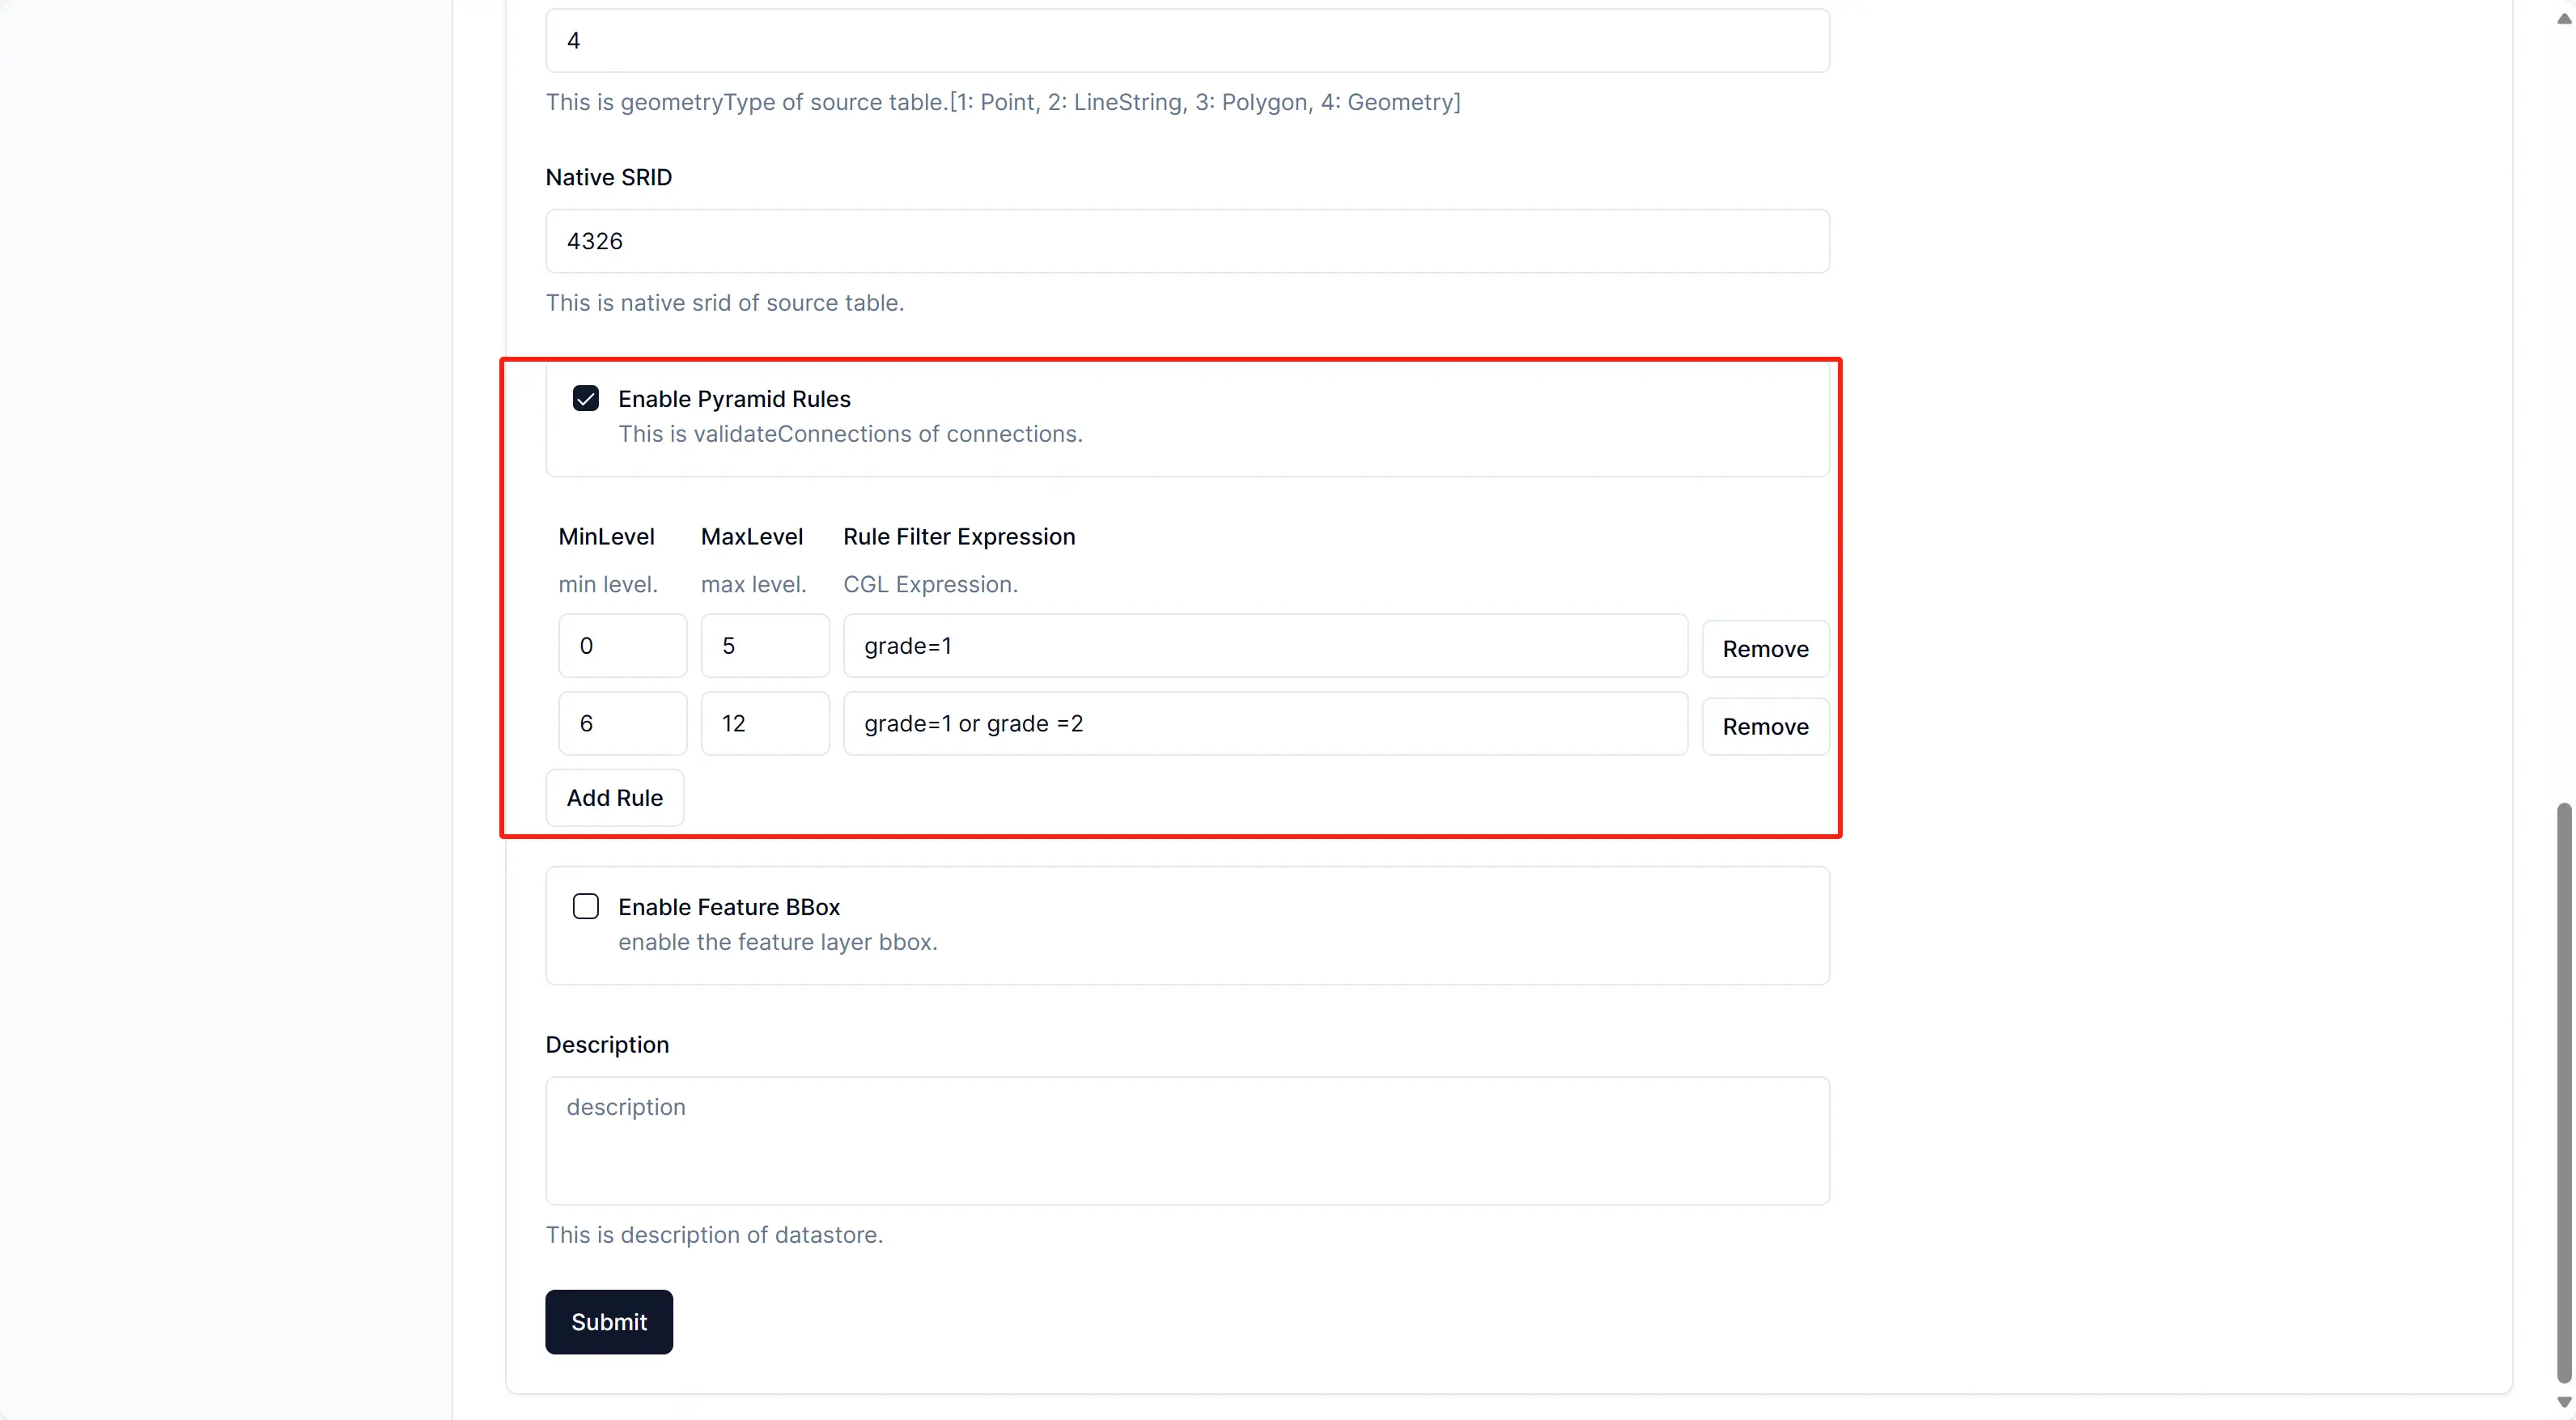 4
This is geometryType of source table.[1: Point, 2: LineString, 3: Polygon, 4: Geometry]
Native SRID
4326
This is native srid of source table.
Enable Pyramid Rules
This is validateConnections of connections.
MinLevel MaxLevel Rule Filter Expression
min level. max level. CGL Expression.
0 5 grade=1 Remove
6 12 grade=1 or grade =2 Remove
Add Rule
Enable Feature BBox
enable the feature layer bbox.
Description
description
This is description of datastore.
Submit